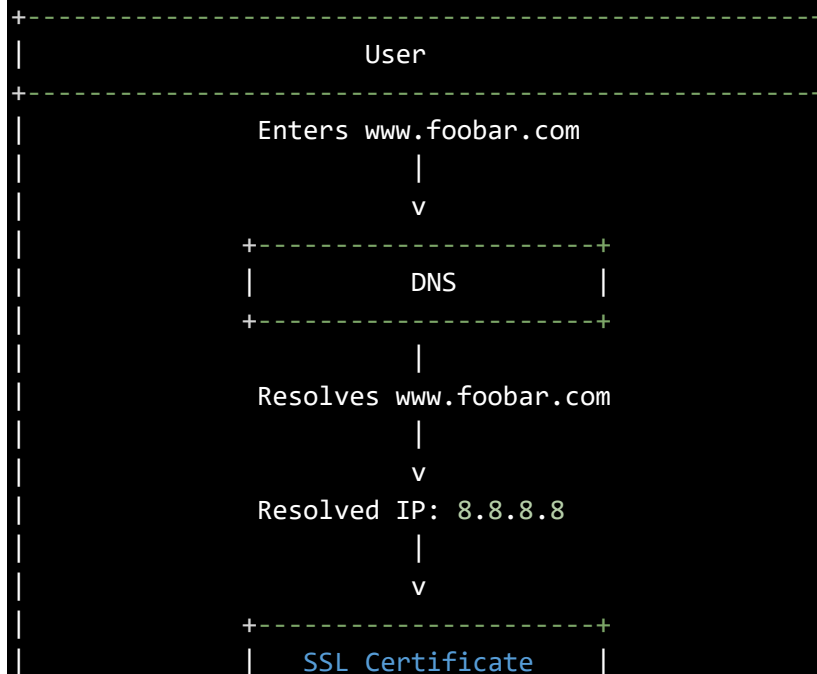 User
Enters www.foobar.com
|
v
+----------------------+
| DNS |
+----------------------+
|
Resolves www.foobar.com
|
v
Resolved IP: 8.8.8.8
|
v
+----------------------+
| SSL Certificate |